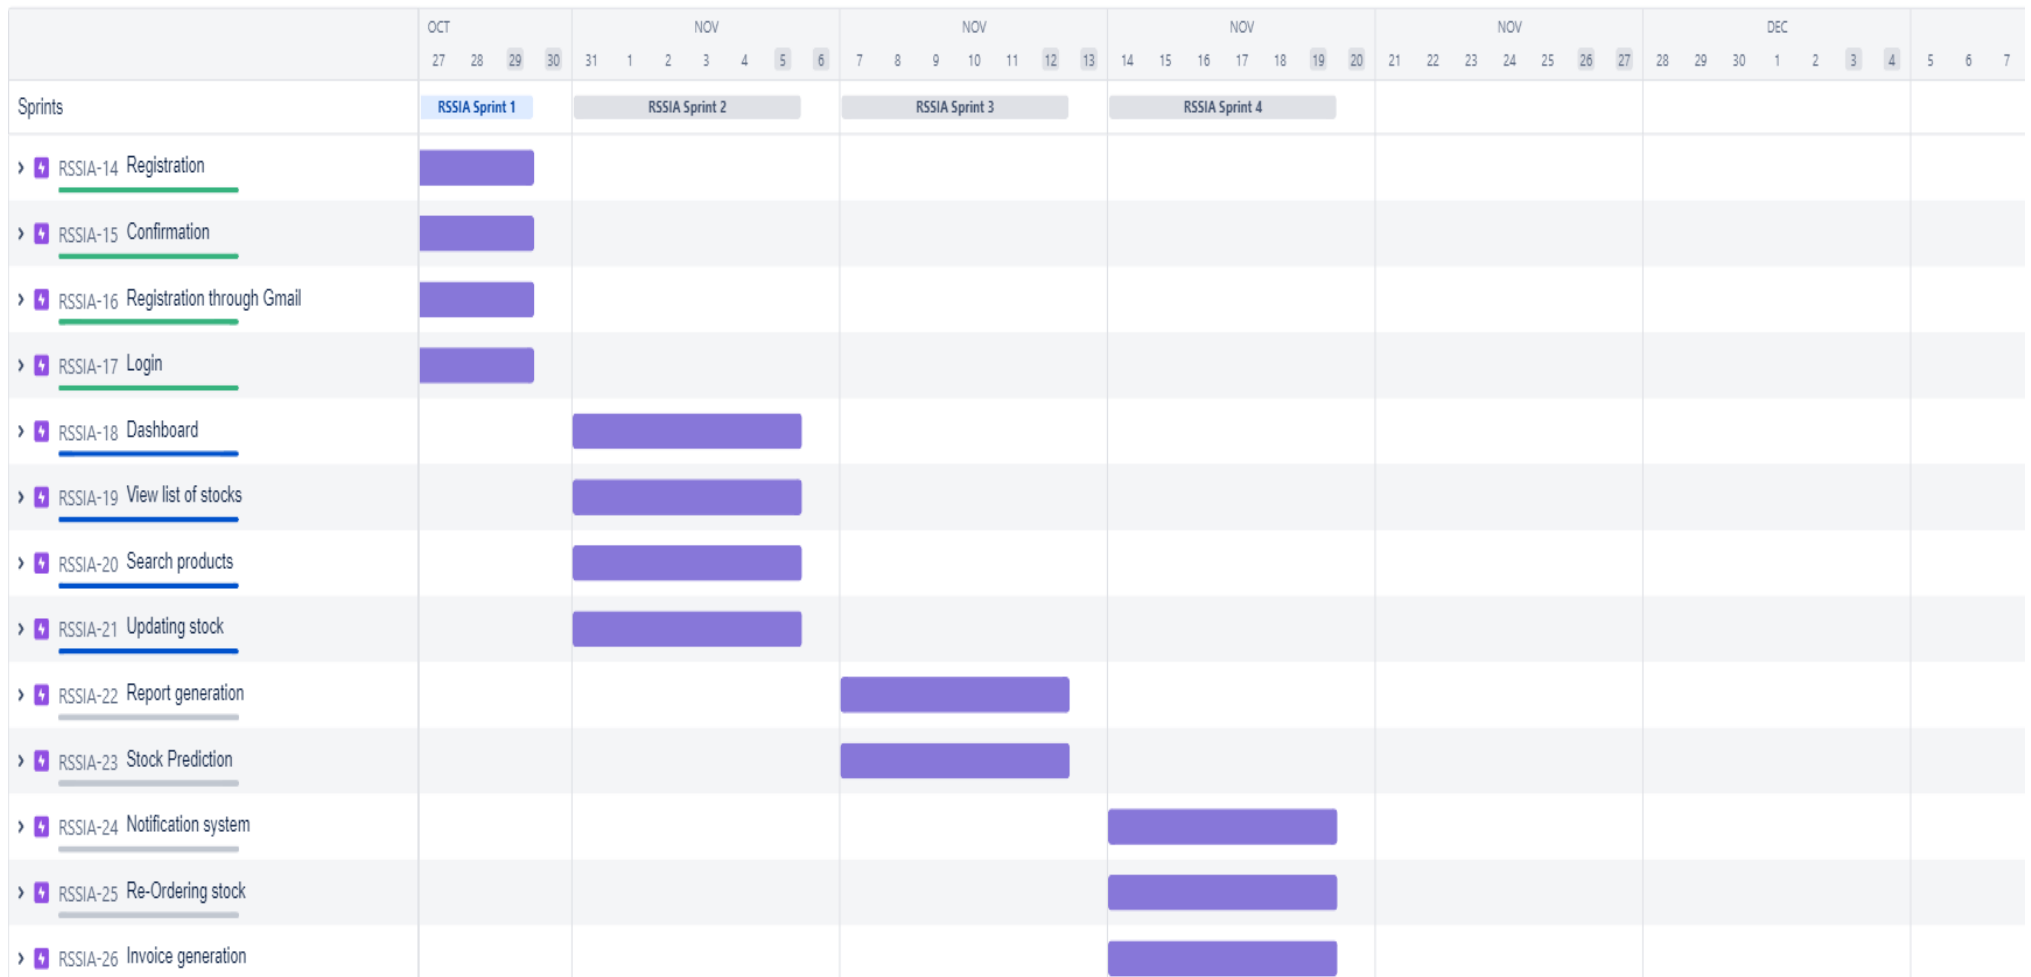 OCT NOV NOV NOV NOV DEC
27 28 29 30 31 1 2 3 4 5 6 7 8 9 10 11 12 13 14 15 16 17 18 19 20 21 22 23 24 25 26 27 28 29 30 1 2 3 4 5 6 7
Sprints RSSIA Sprint 1 RSSIA Sprint 2 RSSIA Sprint 3 RSSIA Sprint 4
RSSIA-14 Registration
RSSIA-15 Confirmation
RSSIA-16 Registration through Gmail
RSSIA-17 Login
RSSIA-18 Dashboard
RSSIA-19 View list of stocks
RSSIA-20 Search products
RSSIA-21 Updating stock
RSSIA-22 Report generation
RSSIA-23 Stock Prediction
RSSIA-24 Notification system
RSSIA-25 Re-Ordering stock
RSSIA-26 Invoice generation